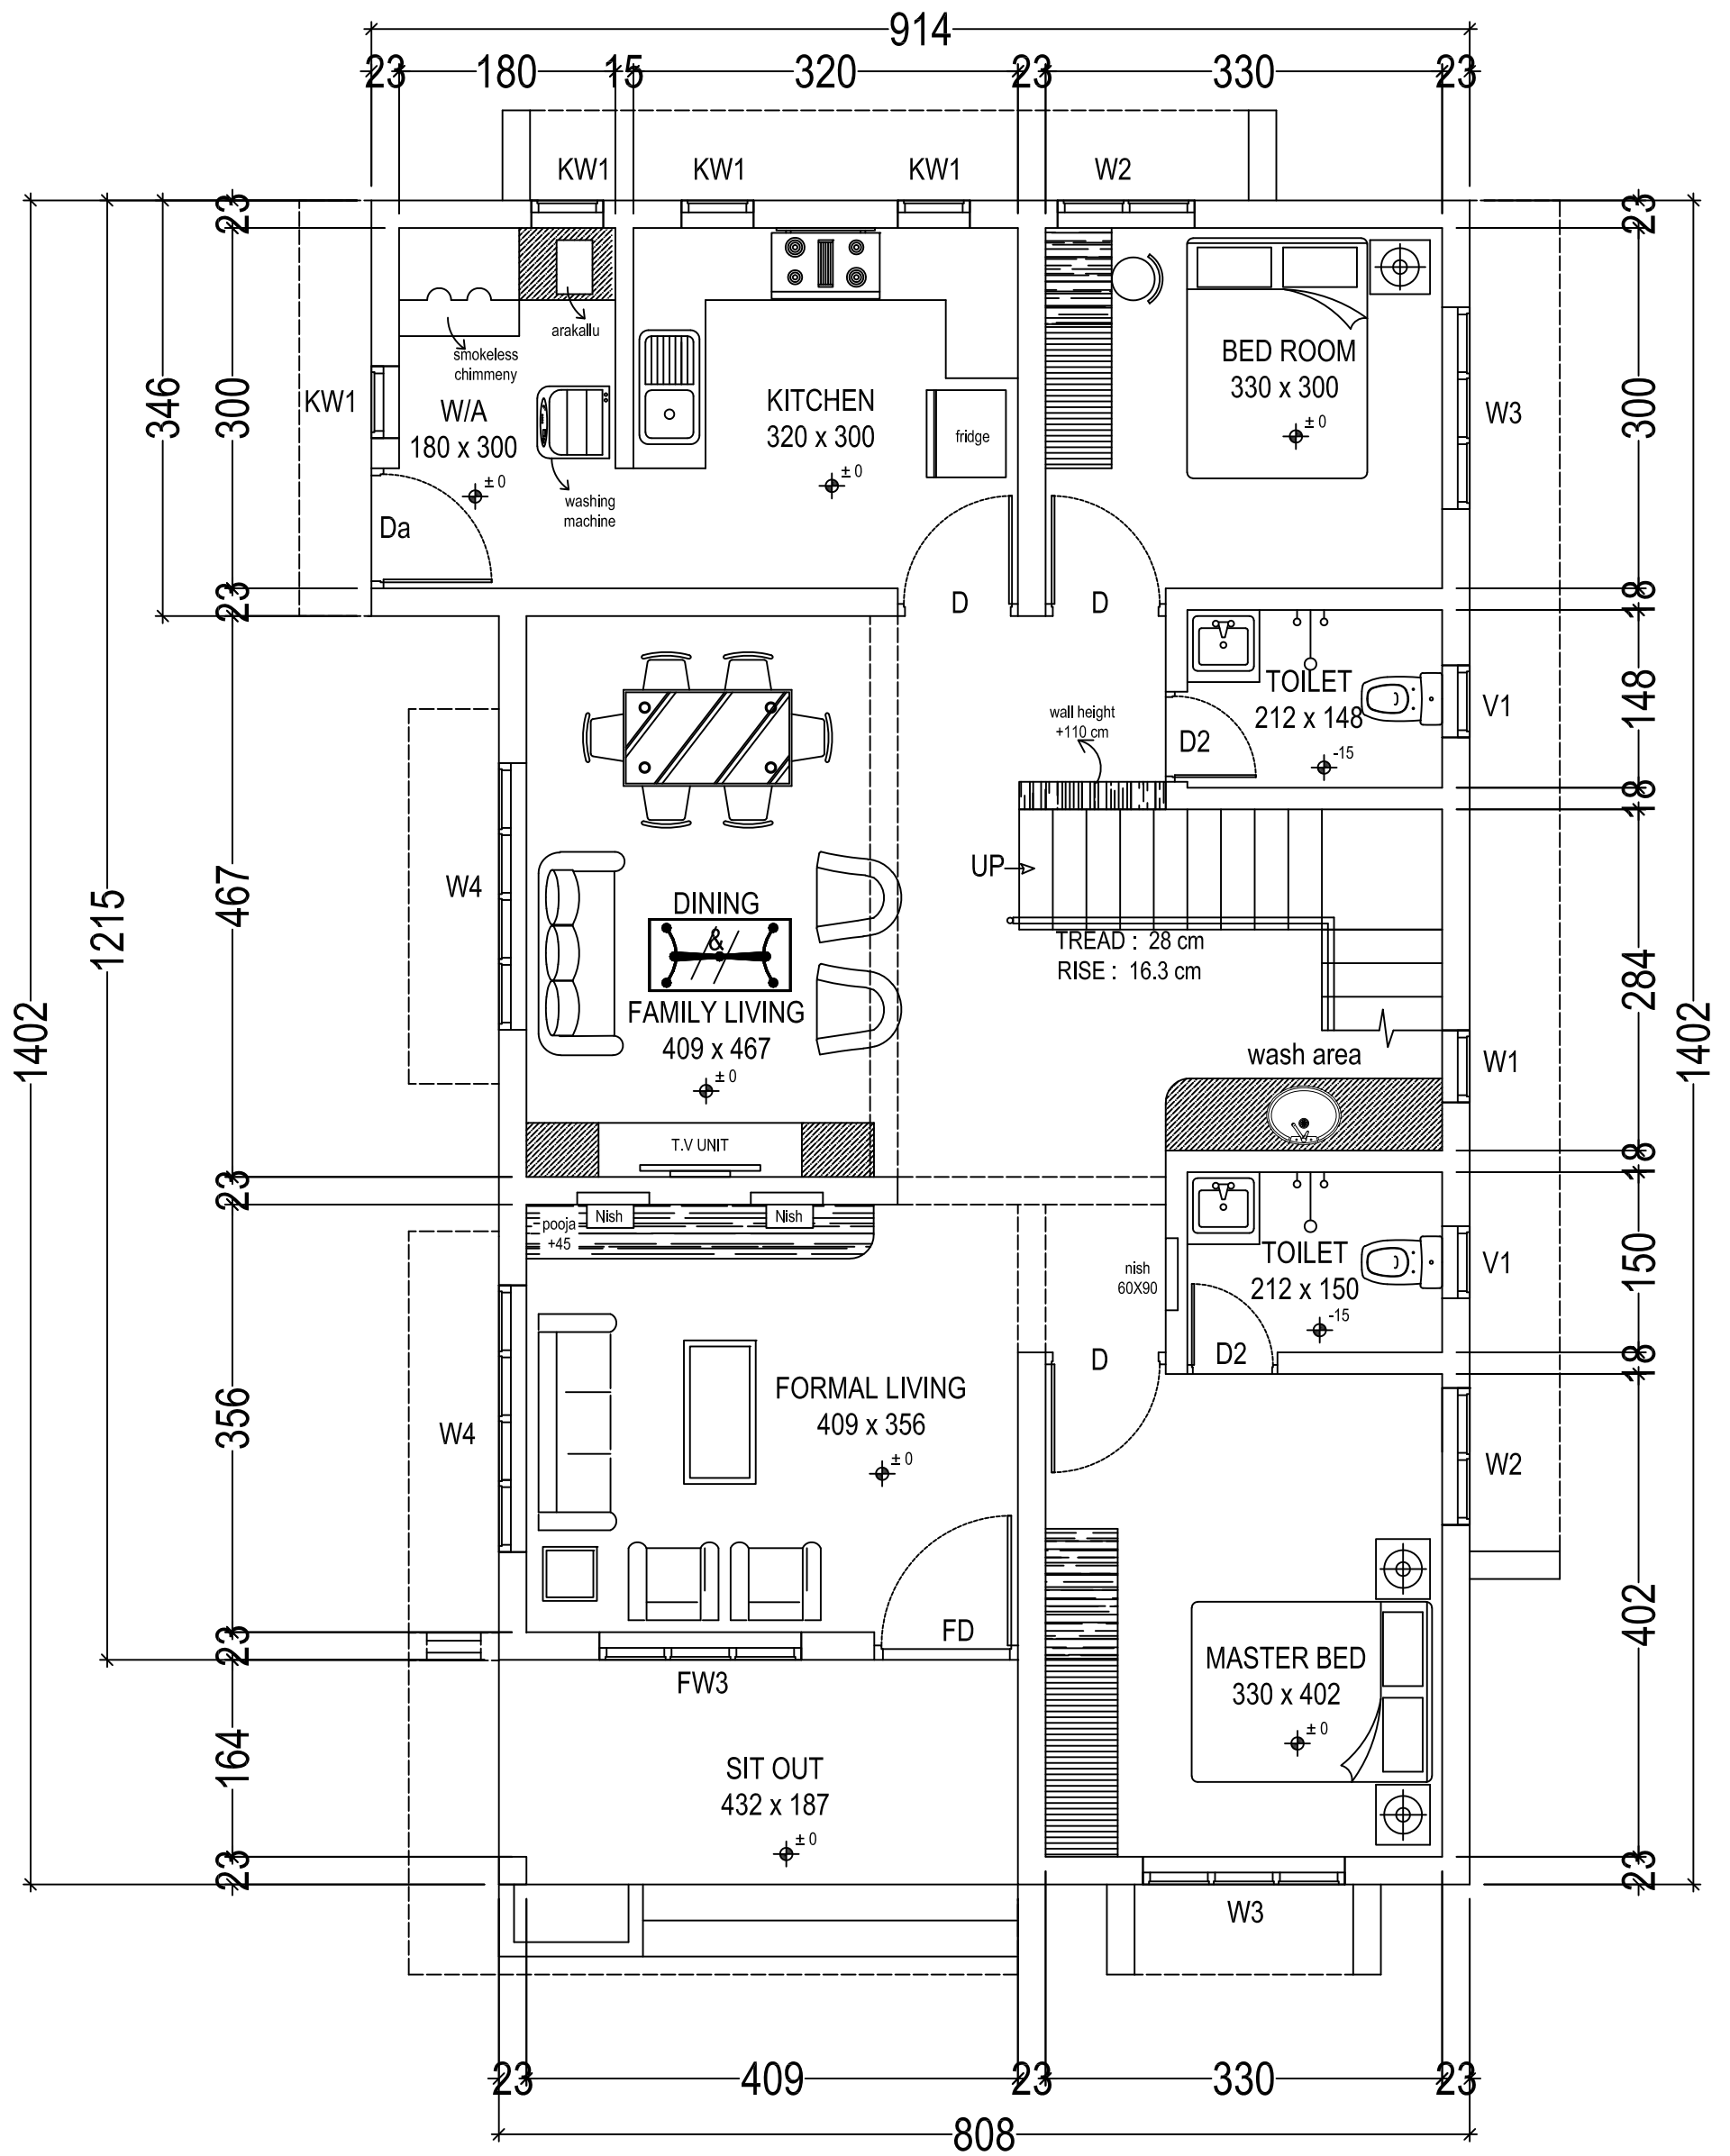 914
23 180 15 320 23 330 23
KW1 KW1 KW1 W2
23
300
346
23
467
1215
1402
23
356
23
164
23
23
300
18
148
18
284
18
150
18
402
23
1402
KW1
arakallu
smokeless
chimmeny
W/A
180 x 300
± 0
washing
machine
Da
KITCHEN
320 x 300
± 0
fridge
BED ROOM
330 x 300
± 0
W3
D D
TOILET
212 x 148
-15
V1
D2
wall height
+110 cm
UP
TREAD : 28 cm
RISE : 16.3 cm
W4
DINING
&
FAMILY LIVING
409 x 467
± 0
wash area
W1
T.V UNIT
pooja
+45
Nish Nish
nish
60X90
TOILET
212 x 150
-15
V1
D D2
W4
FORMAL LIVING
409 x 356
± 0
W2
FD
FW3
MASTER BED
330 x 402
± 0
SIT OUT
432 x 187
± 0
W3
23 409 23 330 23
808